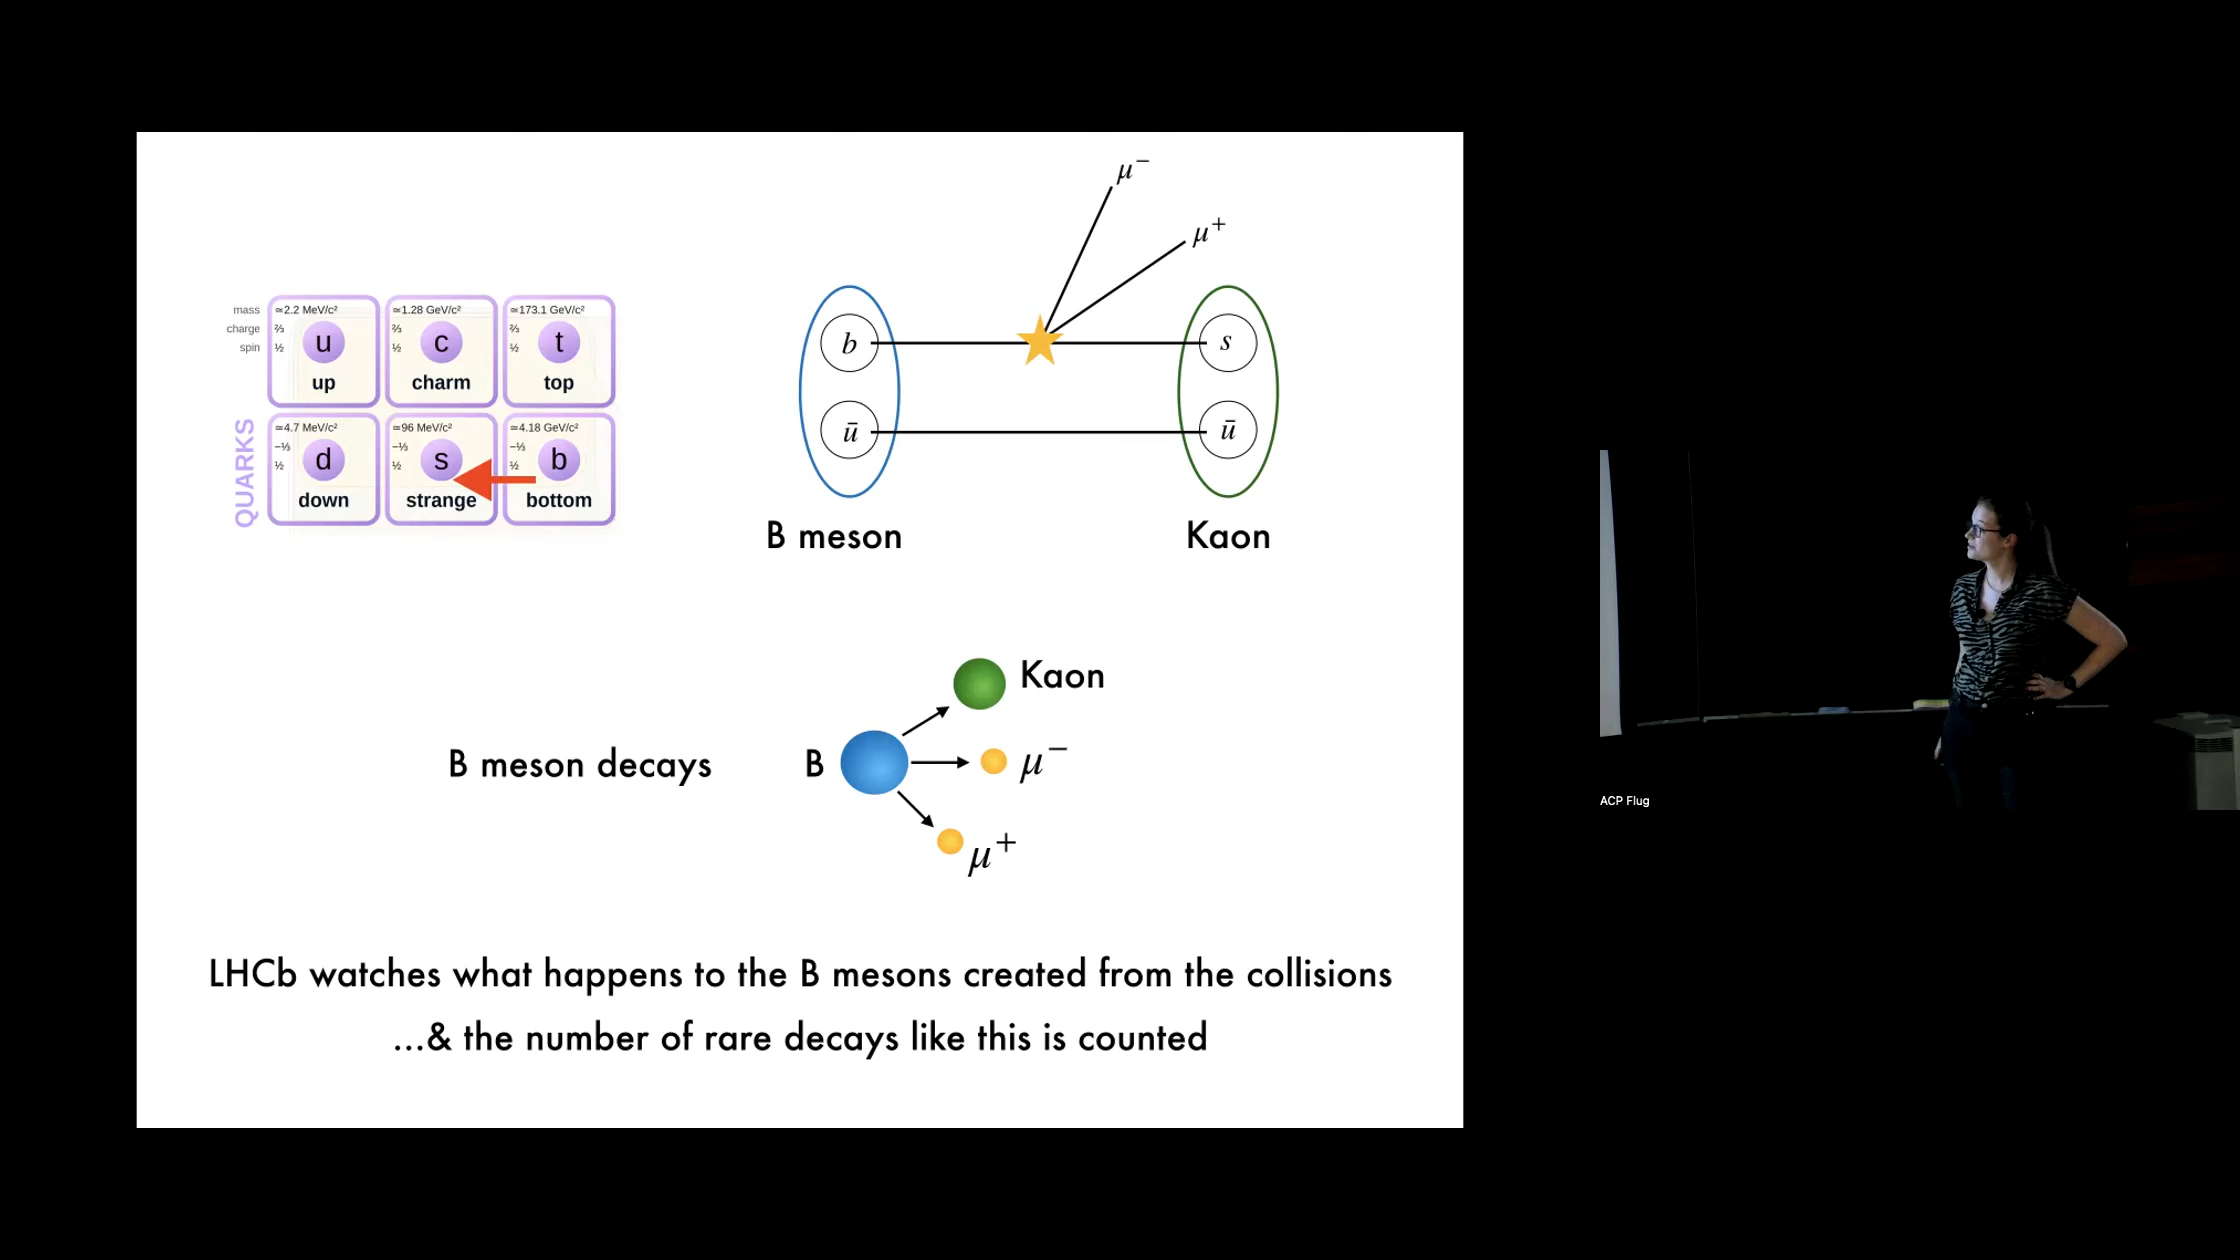 mass
charge
spin
≃2.2 MeV/c²
⅔
½
u
up
≃1.28 GeV/c²
⅔
½
c
charm
≃173.1 GeV/c²
⅔
½
t
top
QUARKS
≃4.7 MeV/c²
−⅓
½
d
down
≃96 MeV/c²
−⅓
½
s
strange
≃4.18 GeV/c²
−⅓
½
b
bottom
μ⁻
μ⁺
b
s
ū
ū
B meson
Kaon
Kaon
B meson decays
B
μ⁻
μ⁺
LHCb watches what happens to the B mesons created from the collisions
...& the number of rare decays like this is counted
ACP Flug